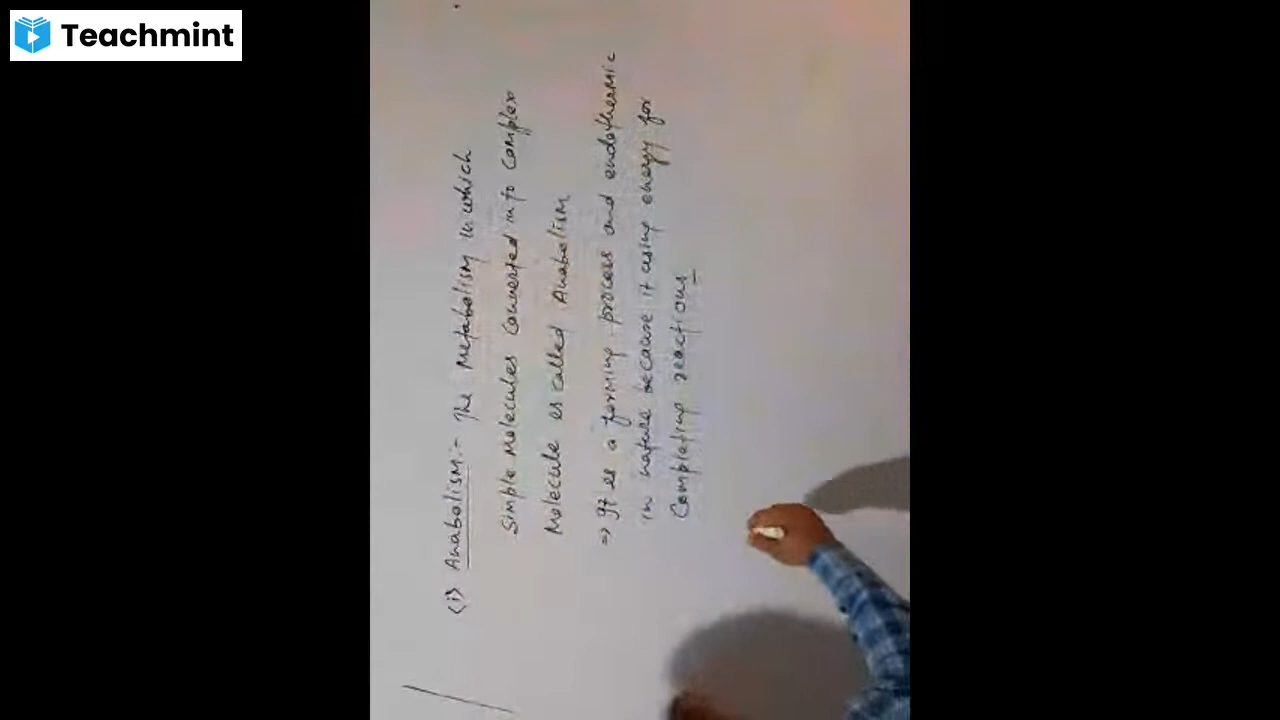 Teachmint
(i) Anabolism:- The Metabolism in which
Simple Molecules Converted into Complex
Molecule is called Anabolism
⇒ It is a forming process and endothermic
in nature because it using energy for
Completing reactions